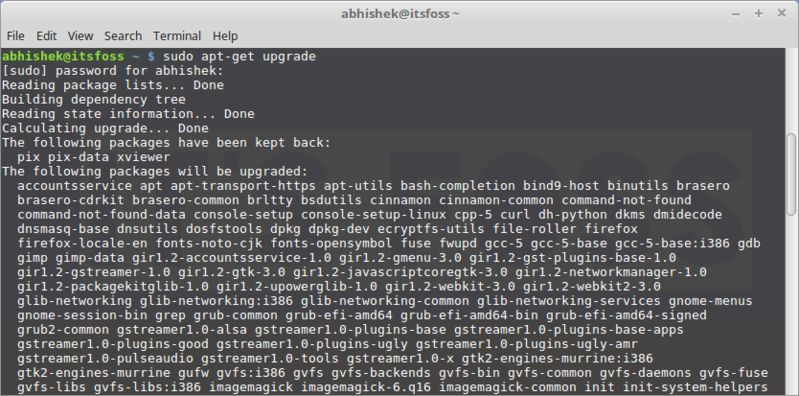 abhishek@itsfoss ~
File Edit View Search Terminal Help
abhishek@itsfoss ~ $ sudo apt-get upgrade
[sudo] password for abhishek:
Reading package lists... Done
Building dependency tree
Reading state information... Done
Calculating upgrade... Done
The following packages have been kept back:
  pix pix-data xviewer
The following packages will be upgraded:
  accountsservice apt apt-transport-https apt-utils bash-completion bind9-host binutils brasero
  brasero-cdrkit brasero-common brltty bsdutils cinnamon cinnamon-common command-not-found
  command-not-found-data console-setup console-setup-linux cpp-5 curl dh-python dkms dmidecode
  dnsmasq-base dnsutils dosfstools dpkg dpkg-dev ecryptfs-utils file-roller firefox
  firefox-locale-en fonts-noto-cjk fonts-opensymbol fuse fwupd gcc-5 gcc-5-base gcc-5-base:i386 gdb
  gimp gimp-data gir1.2-accountsservice-1.0 gir1.2-gmenu-3.0 gir1.2-gst-plugins-base-1.0
  gir1.2-gstreamer-1.0 gir1.2-gtk-3.0 gir1.2-javascriptcoregtk-3.0 gir1.2-networkmanager-1.0
  gir1.2-packagekitglib-1.0 gir1.2-upowerglib-1.0 gir1.2-webkit-3.0 gir1.2-webkit2-3.0
  glib-networking glib-networking:i386 glib-networking-common glib-networking-services gnome-menus
  gnome-session-bin grep grub-common grub-efi-amd64 grub-efi-amd64-bin grub-efi-amd64-signed
  grub2-common gstreamer1.0-alsa gstreamer1.0-plugins-base gstreamer1.0-plugins-base-apps
  gstreamer1.0-plugins-good gstreamer1.0-plugins-ugly gstreamer1.0-plugins-ugly-amr
  gstreamer1.0-pulseaudio gstreamer1.0-tools gstreamer1.0-x gtk2-engines-murrine:i386
  gtk2-engines-murrine gufw gvfs:i386 gvfs gvfs-backends gvfs-bin gvfs-common gvfs-daemons gvfs-fuse
  gvfs-libs gvfs-libs:i386 imagemagick imagemagick-6.q16 imagemagick-common init init-system-helpers